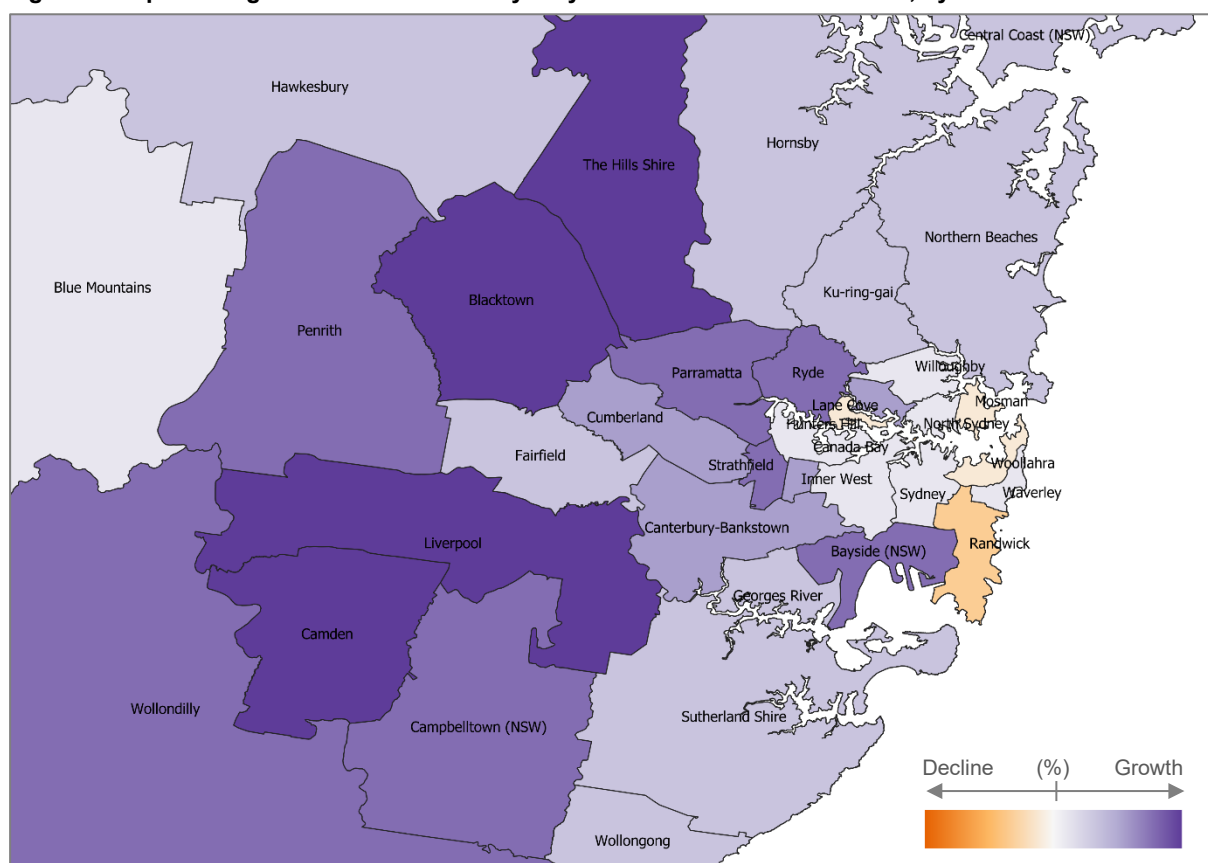 Central Coast (NSW)
Hawkesbury
Hornsby
The Hills Shire
Northern Beaches
Blue Mountains
Ku-ring-gai
Blacktown
Penrith
Willoughby
Parramatta
Ryde
Lane Cove
Mosman
Cumberland
Hunters Hill
North Sydney
Canada Bay
Fairfield
Strathfield
Woollahra
Inner West
Sydney
Waverley
Canterbury-Bankstown
Liverpool
Bayside (NSW)
Randwick
Georges River
Camden
Wollondilly
Campbelltown (NSW)
Sutherland Shire
Decline (%) Growth
Wollongong